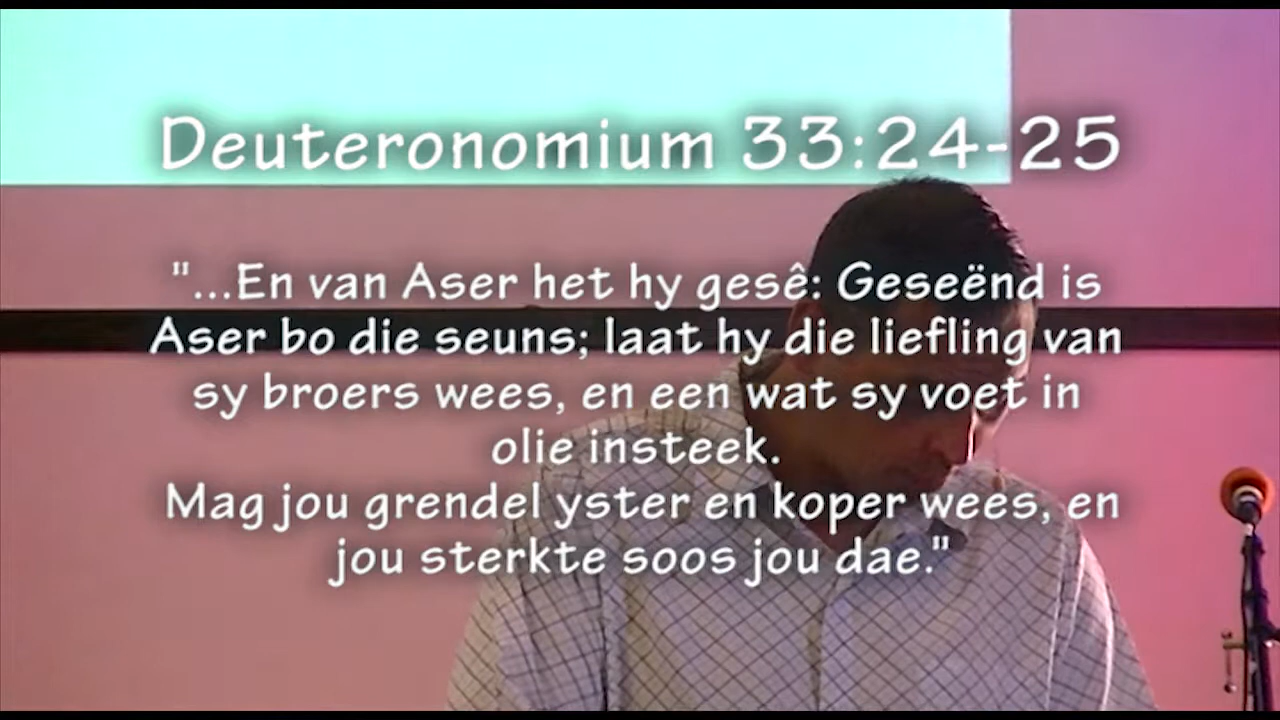 Deuteronomium 33:24-25
"...En van Aser het hy gesê: Geseënd is
Aser bo die seuns; laat hy die liefling van
sy broers wees, en een wat sy voet in
olie insteek.
Mag jou grendel yster en koper wees, en
jou sterkte soos jou dae."